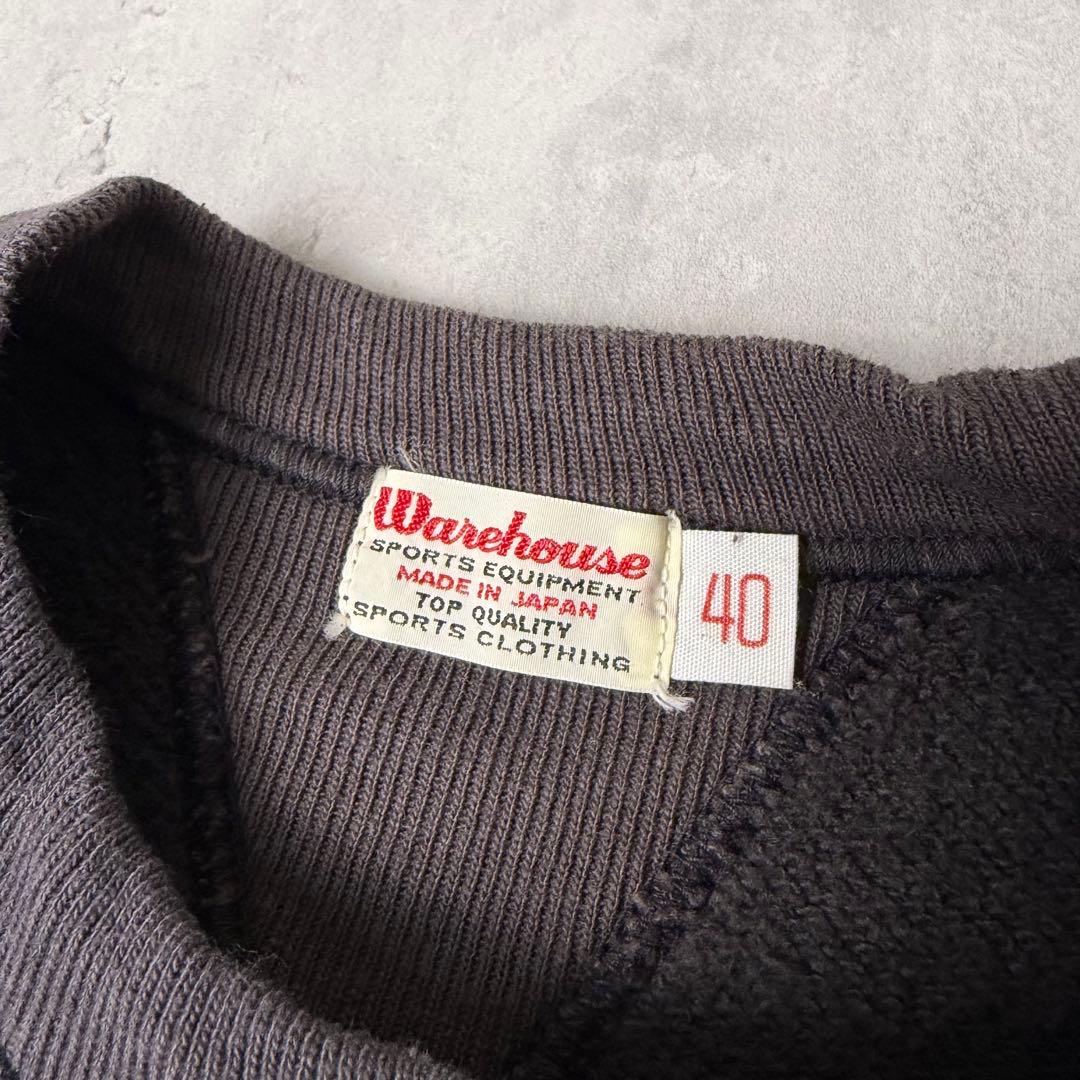 Warehouse
SPORTS EQUIPMENT
MADE IN JAPAN
TOP QUALITY
SPORTS CLOTHING
40